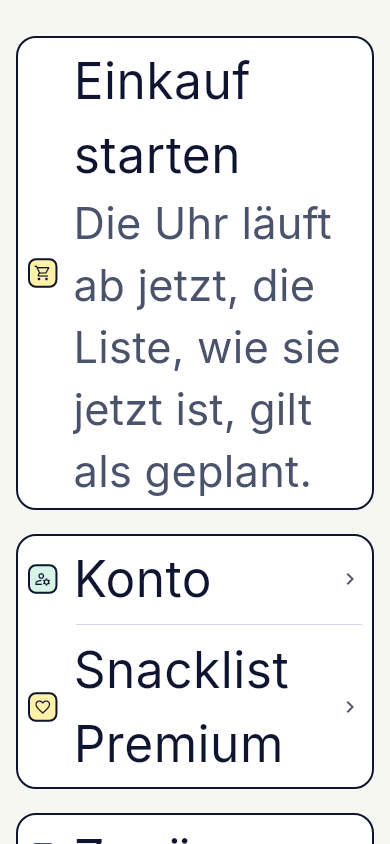 Einkauf
starten
Die Uhr läuft
ab jetzt, die
Liste, wie sie
jetzt ist, gilt
als geplant.
Konto
Snacklist
Premium